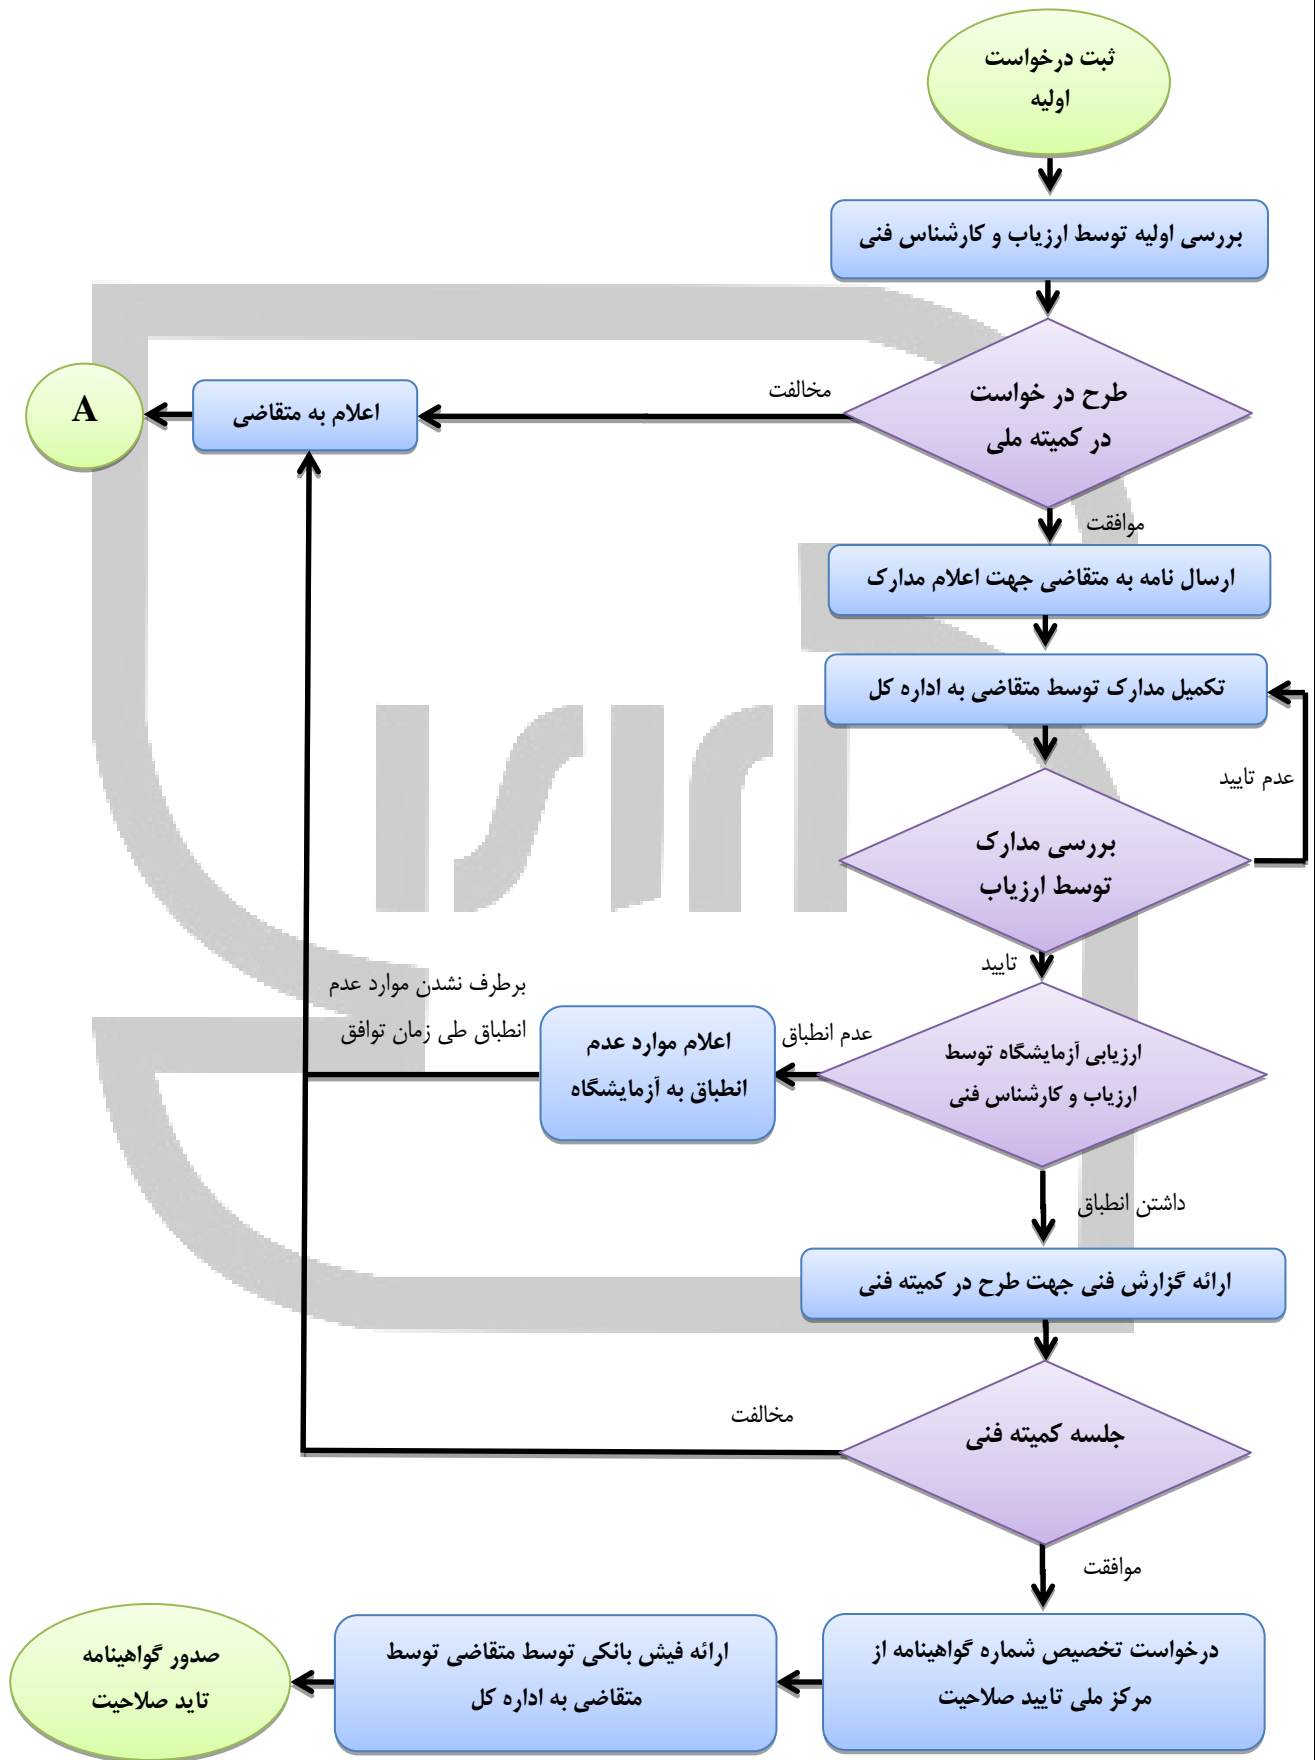 ثبت درخواست
اولیه
بررسی اولیه توسط ارزیاب و کارشناس فنی
طرح در خواست
در کمیته ملی
مخالفت
اعلام به متقاضی
A
موافقت
ارسال نامه به متقاضی جهت اعلام مدارک
تکمیل مدارک توسط متقاضی به اداره کل
عدم تایید
بررسی مدارک
توسط ارزیاب
تایید
ارزیابی آزمایشگاه توسط
ارزیاب و کارشناس فنی
عدم انطباق
اعلام موارد عدم
انطباق به آزمایشگاه
برطرف نشدن موارد عدم
انطباق طی زمان توافق
داشتن انطباق
ارائه گزارش فنی جهت طرح در کمیته فنی
جلسه کمیته فنی
مخالفت
موافقت
درخواست تخصیص شماره گواهینامه از
مرکز ملی تایید صلاحیت
ارائه فیش بانکی توسط متقاضی توسط
متقاضی به اداره کل
صدور گواهینامه
تاید صلاحیت
ISIRI